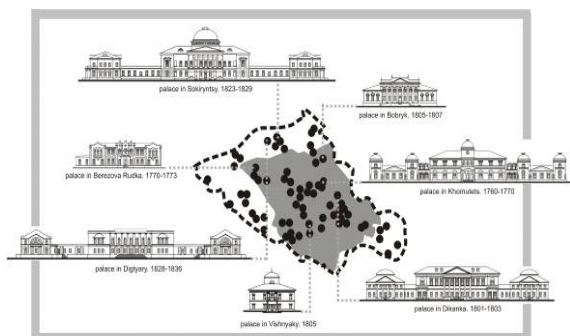 palace in Sokiryntsy. 1823-1829
palace in Bobryk. 1805-1807
palace in Berezova Rudka. 1770-1773
palace in Khomutets. 1760-1770
palace in Digtyary. 1828-1836
palace in Vishnyaky. 1805
palace in Dikanka. 1801-1803